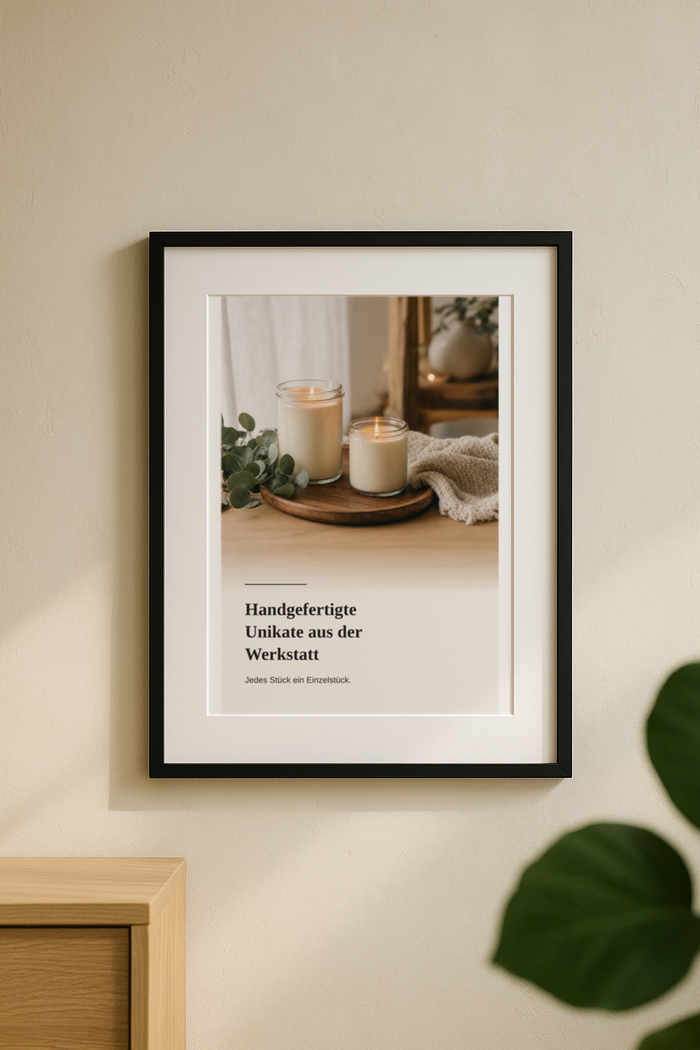 Handgefertigte
Unikate aus der
Werkstatt
Jedes Stück ein Einzelstück.